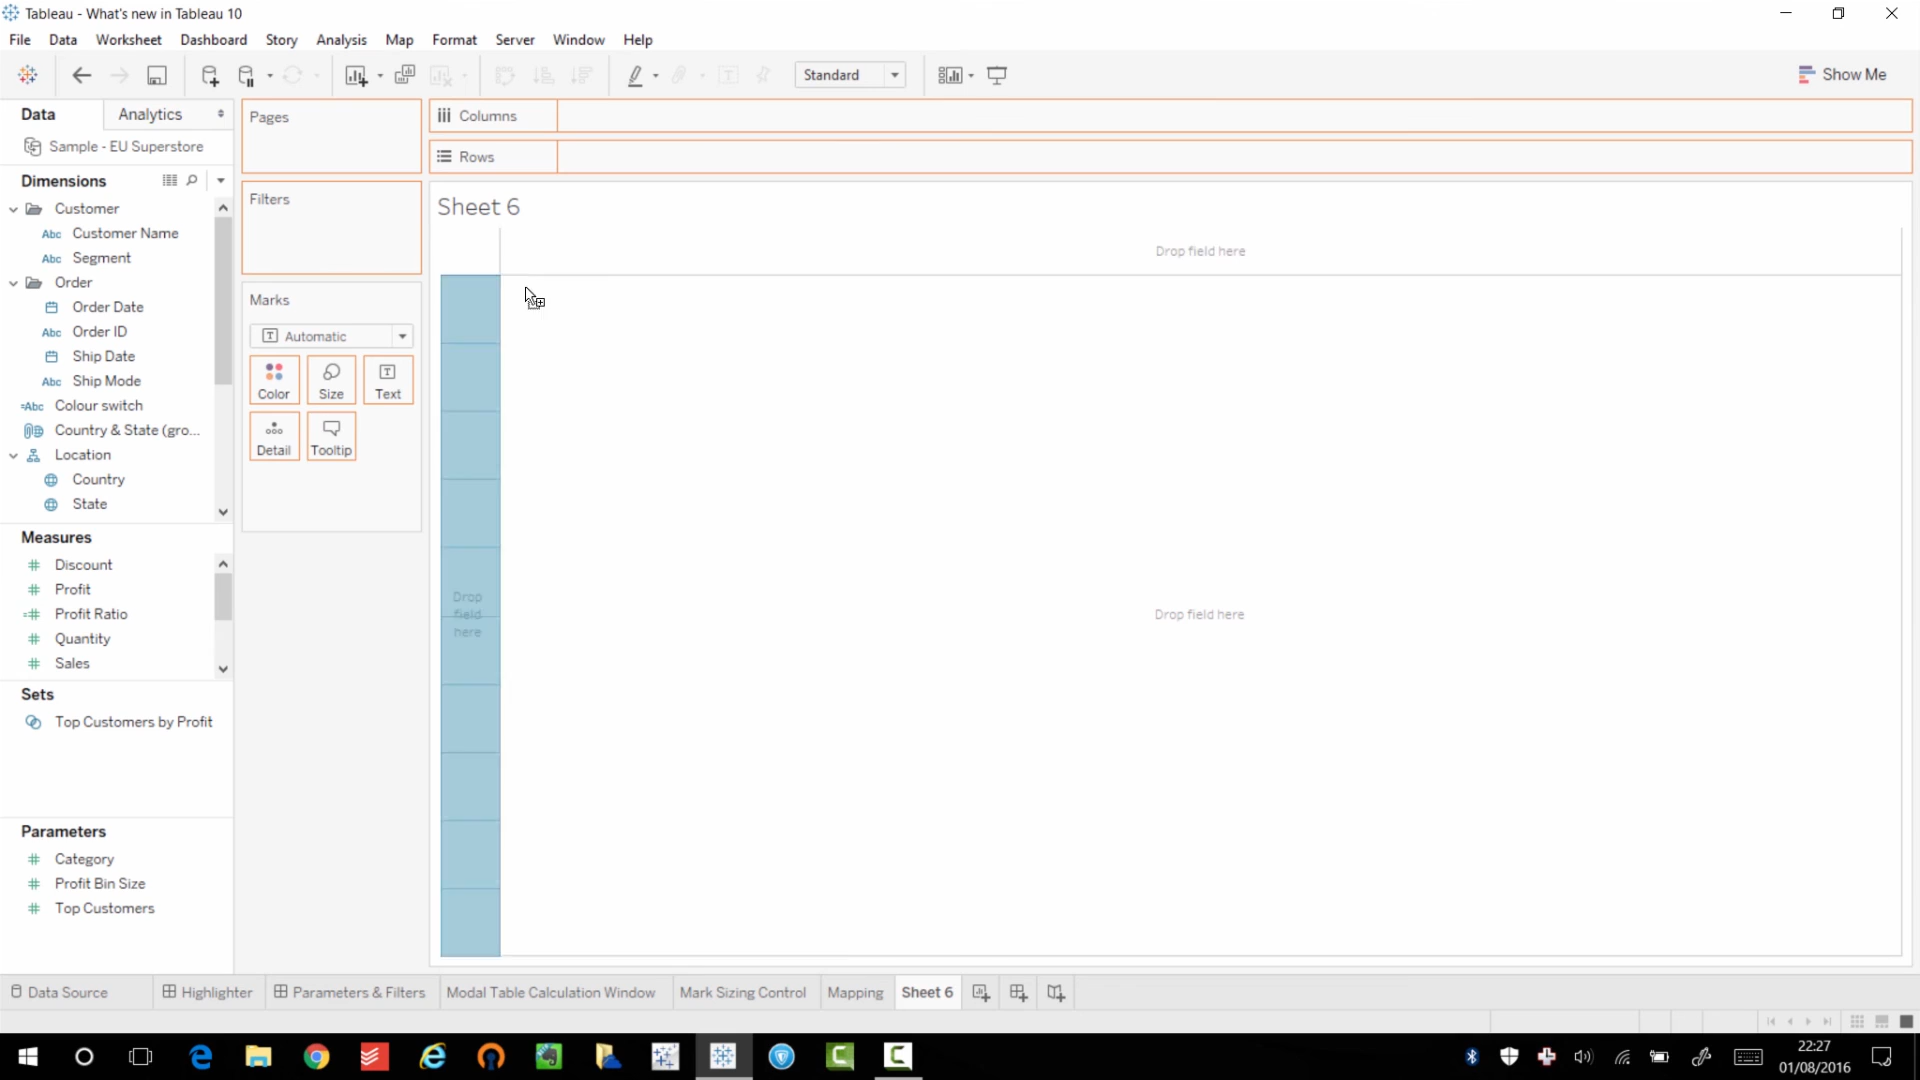 Tableau - What's new in Tableau 10
File Data Worksheet Dashboard Story Analysis Map Format Server Window Help
Standard
Show Me
Data Analytics
Sample - EU Superstore
Dimensions
Customer
Abc Customer Name
Abc Segment
Order
Order Date
Abc Order ID
Ship Date
Abc Ship Mode
=Abc Colour switch
Country & State (gro...
Location
Country
State
Measures
# Discount
# Profit
=# Profit Ratio
# Quantity
# Sales
Sets
Top Customers by Profit
Parameters
# Category
# Profit Bin Size
# Top Customers
Pages
Filters
Marks
T Automatic
Color Size Text
Detail Tooltip
Columns
Rows
Sheet 6
Drop field here
Drop
field
here
Drop field here
Data Source Highlighter Parameters & Filters Modal Table Calculation Window Mark Sizing Control Mapping Sheet 6
22:27
01/08/2016